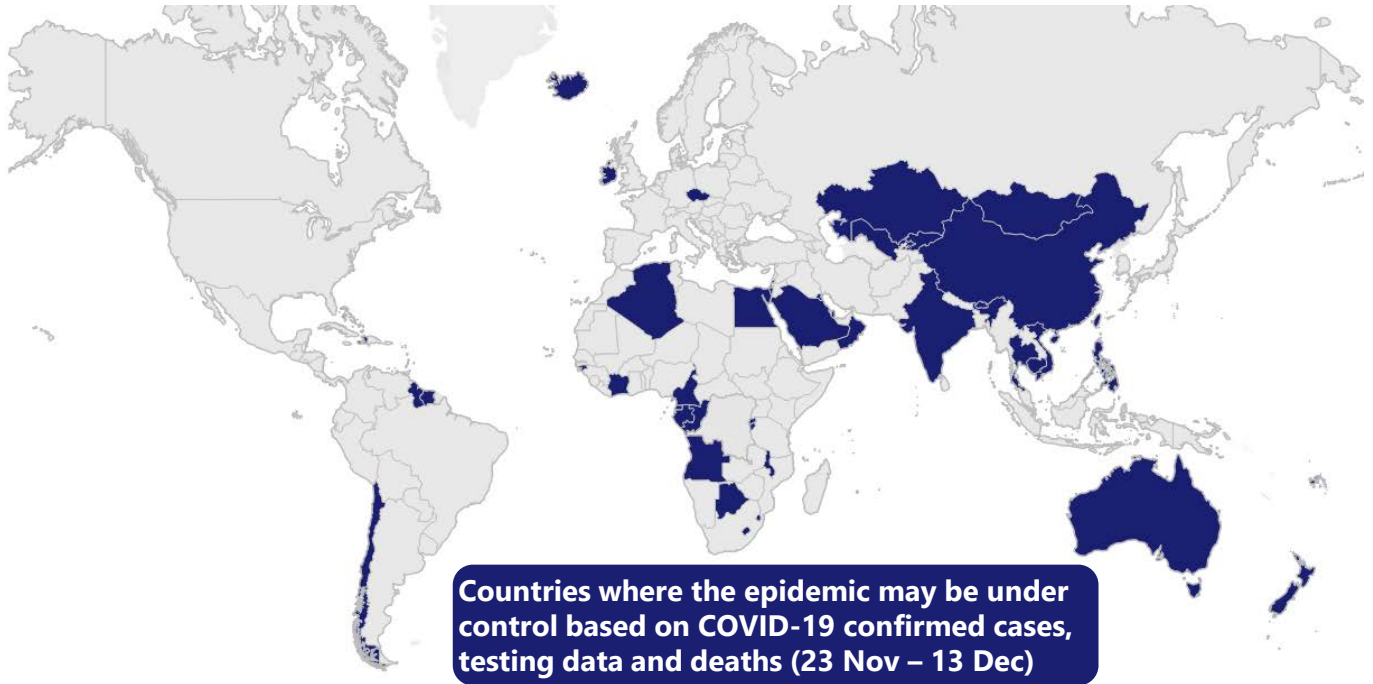 Countries where the epidemic may be under
control based on COVID-19 confirmed cases,
testing data and deaths (23 Nov – 13 Dec)